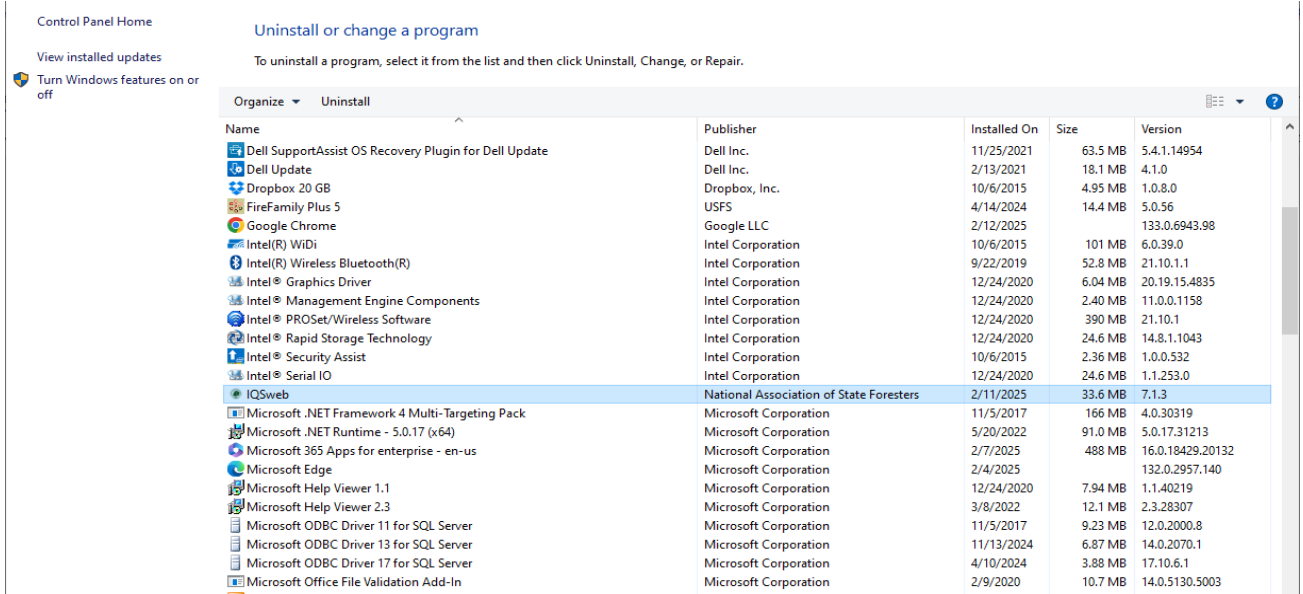 Control Panel Home
View installed updates
Turn Windows features on or
off
Uninstall or change a program
To uninstall a program, select it from the list and then click Uninstall, Change, or Repair.
Organize Uninstall
Name Publisher Installed On Size Version
Dell SupportAssist OS Recovery Plugin for Dell Update Dell Inc. 11/25/2021 63.5 MB 5.4.1.14954
Dell Update Dell Inc. 2/13/2021 18.1 MB 4.1.0
Dropbox 20 GB Dropbox, Inc. 10/6/2015 4.95 MB 1.0.8.0
FireFamily Plus 5 USFS 4/14/2024 14.4 MB 5.0.56
Google Chrome Google LLC 2/12/2025 133.0.6943.98
Intel(R) WiDi Intel Corporation 10/6/2015 101 MB 6.0.39.0
Intel(R) Wireless Bluetooth(R) Intel Corporation 9/22/2019 52.8 MB 21.10.1.1
Intel® Graphics Driver Intel Corporation 12/24/2020 6.04 MB 20.19.15.4835
Intel® Management Engine Components Intel Corporation 12/24/2020 2.40 MB 11.0.0.1158
Intel® PROSet/Wireless Software Intel Corporation 12/24/2020 390 MB 21.10.1
Intel® Rapid Storage Technology Intel Corporation 12/24/2020 24.6 MB 14.8.1.1043
Intel® Security Assist Intel Corporation 10/6/2015 2.36 MB 1.0.0.532
Intel® Serial IO Intel Corporation 12/24/2020 24.6 MB 1.1.253.0
IQSweb National Association of State Foresters 2/11/2025 33.6 MB 7.1.3
Microsoft .NET Framework 4 Multi-Targeting Pack Microsoft Corporation 11/5/2017 166 MB 4.0.30319
Microsoft .NET Runtime - 5.0.17 (x64) Microsoft Corporation 5/20/2022 91.0 MB 5.0.17.31213
Microsoft 365 Apps for enterprise - en-us Microsoft Corporation 2/7/2025 488 MB 16.0.18429.20132
Microsoft Edge Microsoft Corporation 2/4/2025 132.0.2957.140
Microsoft Help Viewer 1.1 Microsoft Corporation 12/24/2020 7.94 MB 1.1.40219
Microsoft Help Viewer 2.3 Microsoft Corporation 3/8/2022 12.1 MB 2.3.28307
Microsoft ODBC Driver 11 for SQL Server Microsoft Corporation 11/5/2017 9.23 MB 12.0.2000.8
Microsoft ODBC Driver 13 for SQL Server Microsoft Corporation 11/13/2024 6.87 MB 14.0.2070.1
Microsoft ODBC Driver 17 for SQL Server Microsoft Corporation 4/10/2024 3.88 MB 17.10.6.1
Microsoft Office File Validation Add-In Microsoft Corporation 2/9/2020 10.7 MB 14.0.5130.5003